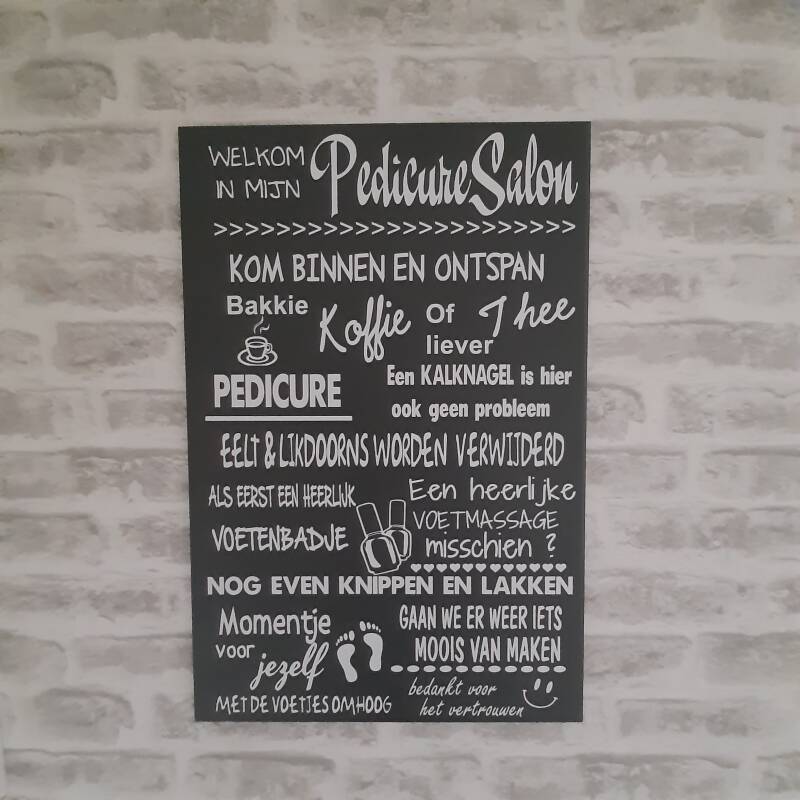 WELKOM IN MIJN Pedicure Salon
>>>>>>>>>>>>>>>>>>>>>>>>
KOM BINNEN EN ONTSPAN
Bakkie Koffie Of liever Thee
PEDICURE
Een KALKNAGEL is hier
ook geen probleem
EELT & LIKDOORNS WORDEN VERWIJDERD
ALS EERST EEN HEERLIJK
VOETENBADJE
Een heerlijke
VOETMASSAGE
misschien ?
NOG EVEN KNIPPEN EN LAKKEN
Momentje
voor jezelf
MET DE VOETJES OMHOOG
GAAN WE ER WEER IETS
MOOIS VAN MAKEN
bedankt voor
het vertrouwen